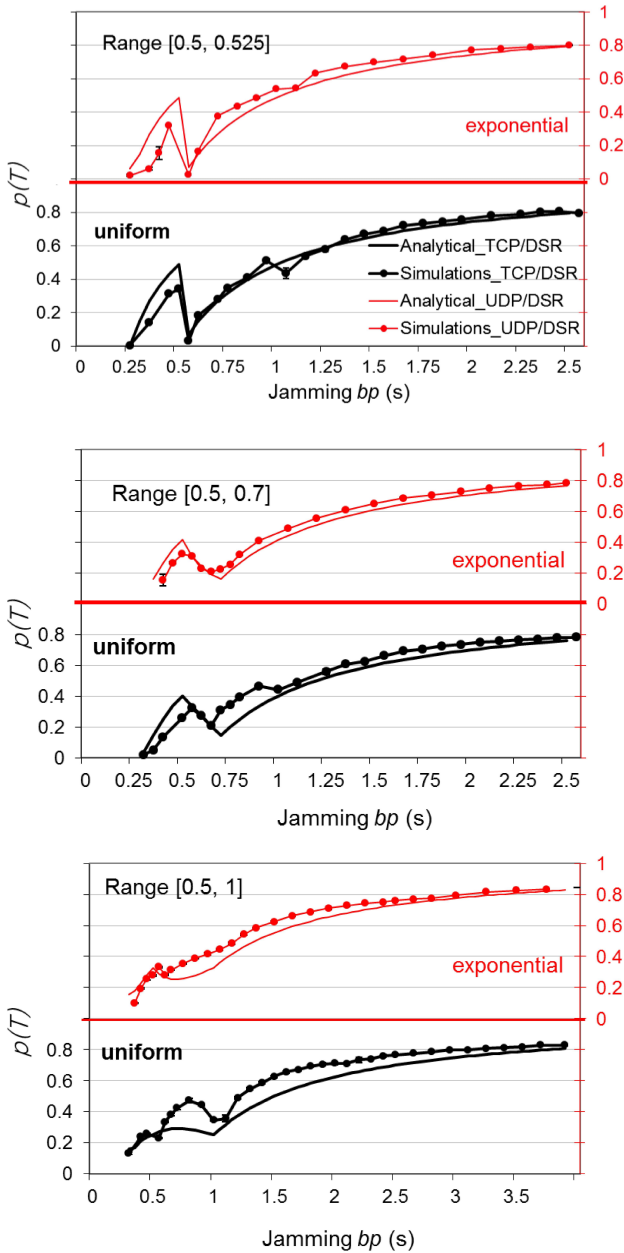 1
Range [0.5, 0.525]
0.8
0.6
0.4
exponential
0.2
0
p(T)
0.8
uniform
0.6
Analytical_TCP/DSR
Simulations_TCP/DSR
0.4
Analytical_UDP/DSR
0.2
Simulations_UDP/DSR
0
0 0.25 0.5 0.75 1 1.25 1.5 1.75 2 2.25 2.5
Jamming bp (s)
1
Range [0.5, 0.7]
0.8
0.6
0.4
exponential
0.2
0
p(T)
uniform
0.8
0.6
0.4
0.2
0
0 0.25 0.5 0.75 1 1.25 1.5 1.75 2 2.25 2.5
Jamming bp (s)
1
Range [0.5, 1]
0.8
0.6
0.4
exponential
0.2
0
p(T)
uniform
0.8
0.6
0.4
0.2
0
0 0.5 1 1.5 2 2.5 3 3.5
Jamming bp (s)